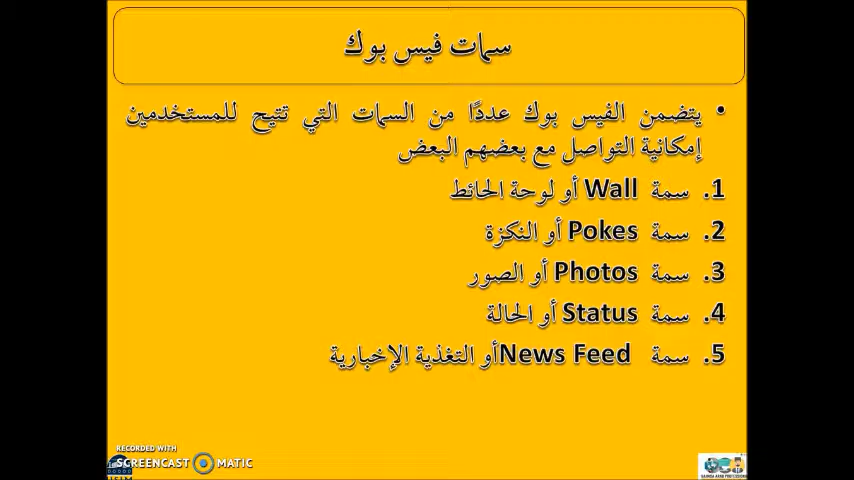 سمات فيس بوك
• يتضمن الفيس بوك عددًا من السمات التي تتيح للمستخدمين
إمكانية التواصل مع بعضهم البعض
1. سمة Wall أو لوحة الحائط
2. سمة Pokes أو النكزة
3. سمة Photos أو الصور
4. سمة Status أو الحالة
5. سمة News Feed أو التغذية الإخبارية
RECORDED WITH
SCREENCAST MATIC